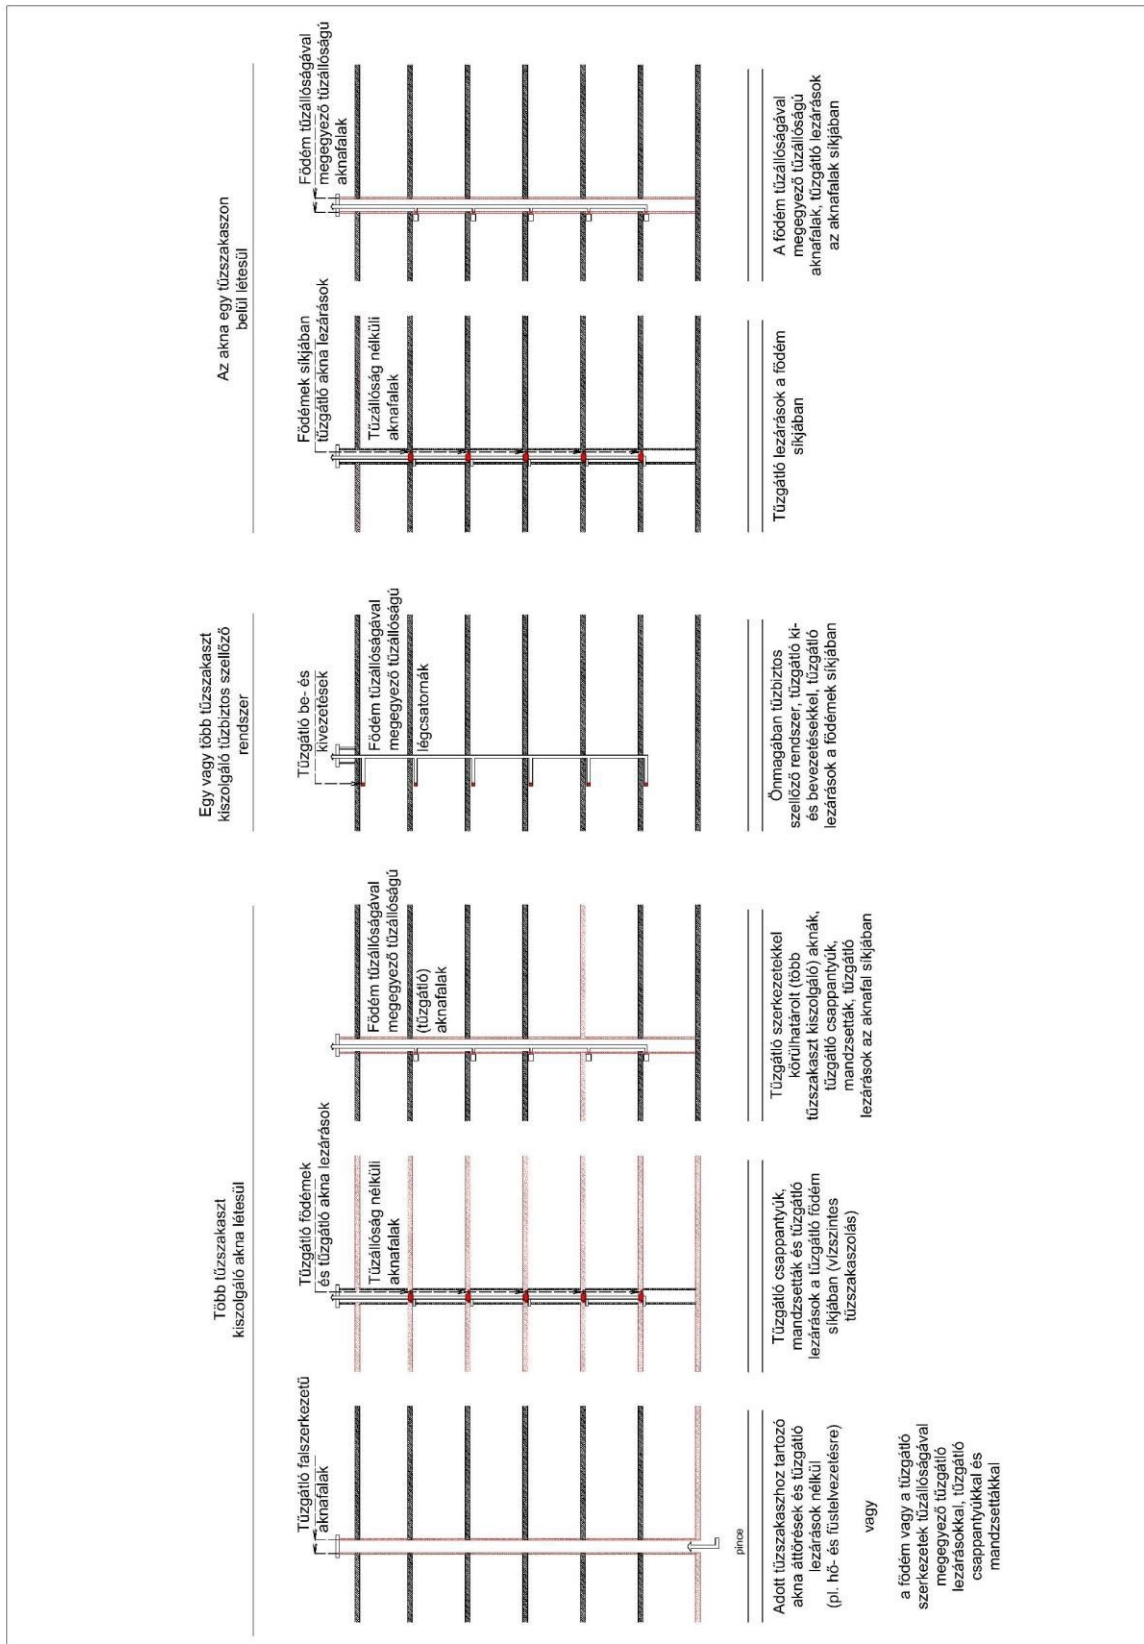 Több tűzszakaszt
kiszolgáló akna létesül
Egy vagy több tűzszakaszt
kiszolgáló tűzbiztos szellőző
rendszer
Az akna egy tűzszakaszon
belül létesül
Tűzgátló falszerkezetű
aknafalak
Tűzgátló födémek
és tűzgátló akna lezárások
Tűzállóság nélküli
aknafalak
Födém tűzállóságával
megegyező tűzállóságú
(tűzgátló)
aknafalak
Tűzgátló be- és
kivezetések
Födém tűzállóságával
megegyező tűzállóságú
légcsatornák
Födémek síkjában
tűzgátló akna lezárások
Tűzállóság nélküli
aknafalak
Födém tűzállóságával
megegyező tűzállóságú
aknafalak
pince
Adott tűzszakaszhoz tartozó
akna áttörések és tűzgátló
lezárások nélkül
(pl. hő- és füstelvezetésre)
vagy
a födém vagy a tűzgátló
szerkezetek tűzállóságával
megegyező tűzgátló
lezárásokkal, tűzgátló
csappantyúkkal és
mandzsettákkal
Tűzgátló csappantyúk,
mandzsetták és tűzgátló
lezárások a tűzgátló födém
síkjában (vízszintes
tűzszakaszolás)
Tűzgátló szerkezetekkel
körülhatárolt (több
tűzszakaszt kiszolgáló) aknák,
tűzgátló csappantyúk,
mandzsetták, tűzgátló
lezárások az aknafal síkjában
Önmagában tűzbiztos
szellőző rendszer, tűzgátló ki-
és bevezetésekkel, tűzgátló
lezárások a födémek síkjában
Tűzgátló lezárások a födém
síkjában
A födém tűzállóságával
megegyező tűzállóságú
aknafalak, tűzgátló lezárások
az aknafalak síkjában